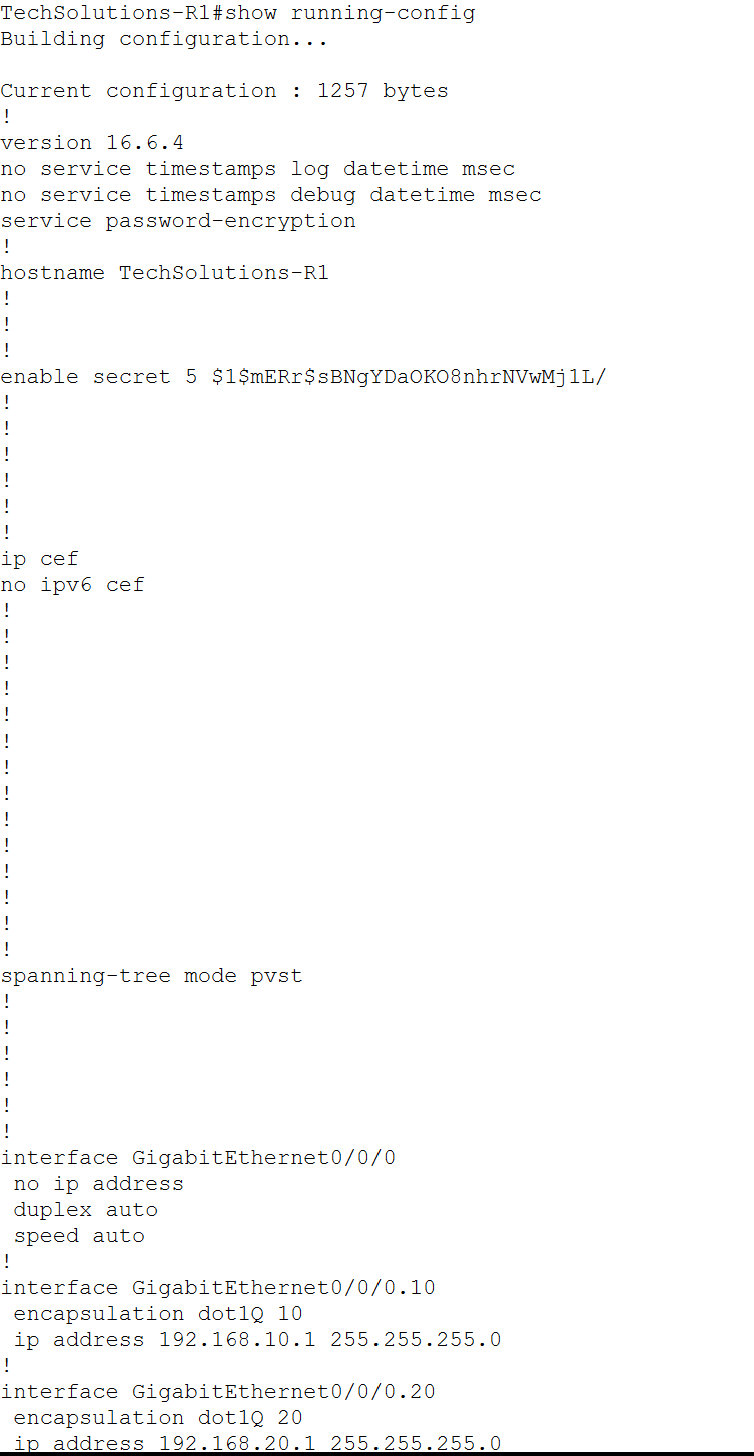 TechSolutions-R1#show running-config
Building configuration...
Current configuration : 1257 bytes
!
version 16.6.4
no service timestamps log datetime msec
no service timestamps debug datetime msec
service password-encryption
!
hostname TechSolutions-R1
!
!
!
enable secret 5 $1$mERr$sBNgYDaOKO8nhrNVwMj1L/
!
!
!
!
!
!
ip cef
no ipv6 cef
!
!
!
!
!
!
!
!
!
!
!
!
!
!
spanning-tree mode pvst
!
!
!
!
!
!
interface GigabitEthernet0/0/0
 no ip address
 duplex auto
 speed auto
!
interface GigabitEthernet0/0/0.10
 encapsulation dot1Q 10
 ip address 192.168.10.1 255.255.255.0
!
interface GigabitEthernet0/0/0.20
 encapsulation dot1Q 20
 ip address 192.168.20.1 255.255.255.0